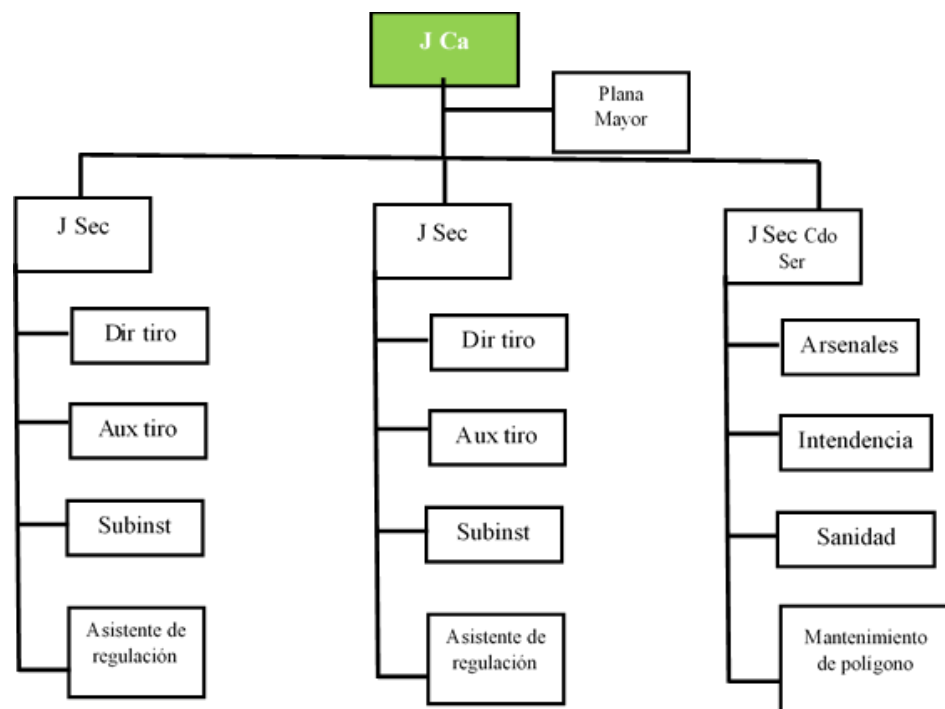 J Ca
Plana
Mayor
J Sec
Dir tiro
Aux tiro
Subinst
Asistente de
regulación
J Sec
Dir tiro
Aux tiro
Subinst
Asistente de
regulación
J Sec Cdo
Ser
Arsenales
Intendencia
Sanidad
Mantenimiento
de polígono